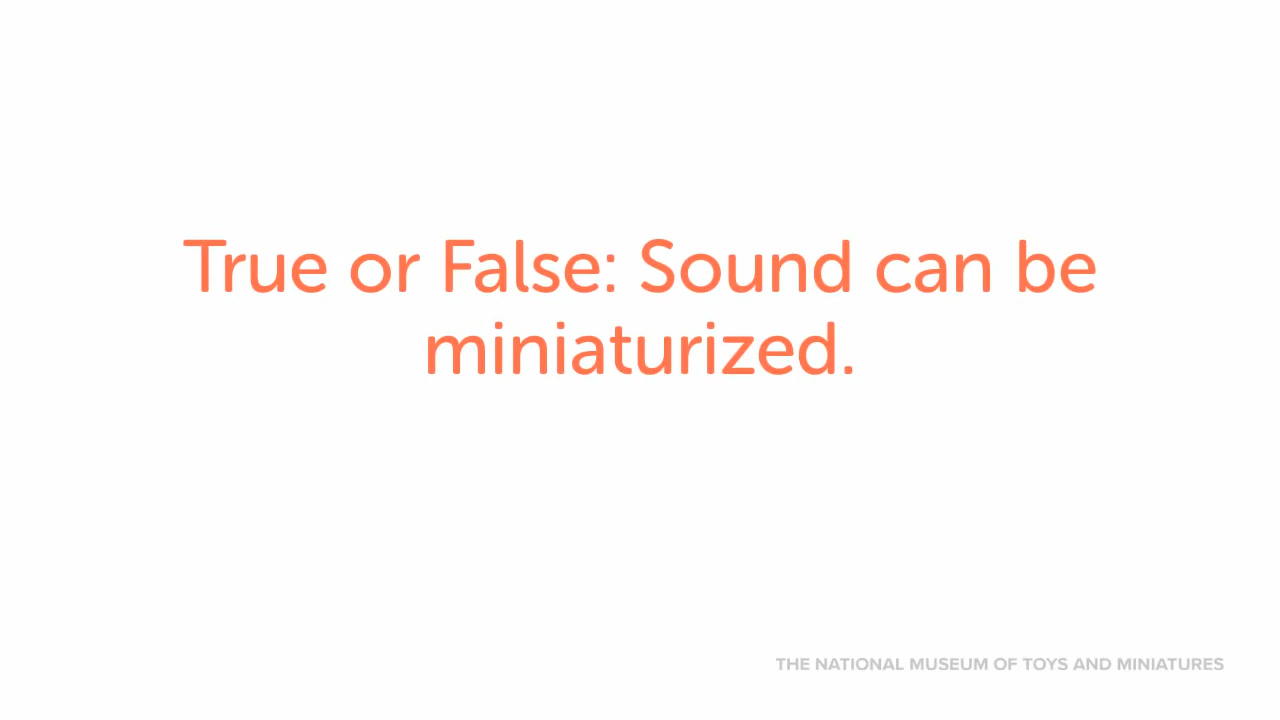 True or False: Sound can be
miniaturized.
THE NATIONAL MUSEUM OF TOYS AND MINIATURES